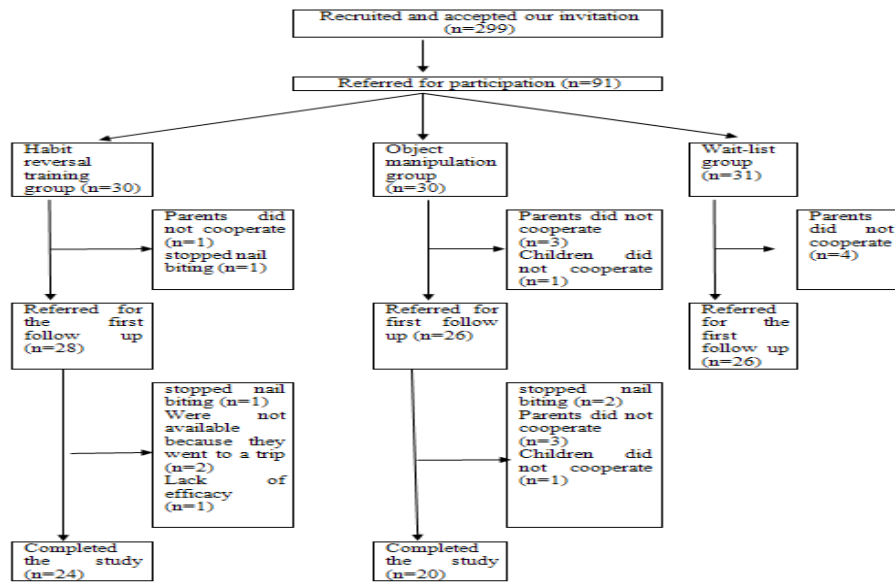 Recruited and accepted our invitation
(n=299)
Referred for participation (n=91)
Habit
reversal
training
group (n=30)
Object
manipulation
group
(n=30)
Wait-list
group
(n=31)
Parents did
not cooperate
(n=1)
stopped nail
biting (n=1)
Parents did not
cooperate
(n=3)
Children did
not cooperate
(n=1)
Parents
did not
cooperate
(n=4)
Referred for
the first
follow up
(n=28)
Referred for
first follow
up (n=26)
Referred
for the
first
follow up
(n=26)
stopped nail
biting (n=1)
Were not
available
because they
went to a trip
(n=2)
Lack of
efficacy
(n=1)
stopped nail
biting (n=2)
Parents did not
cooperate
(n=3)
Children did
not cooperate
(n=1)
Completed
the study
(n=24)
Completed
the study
(n=20)